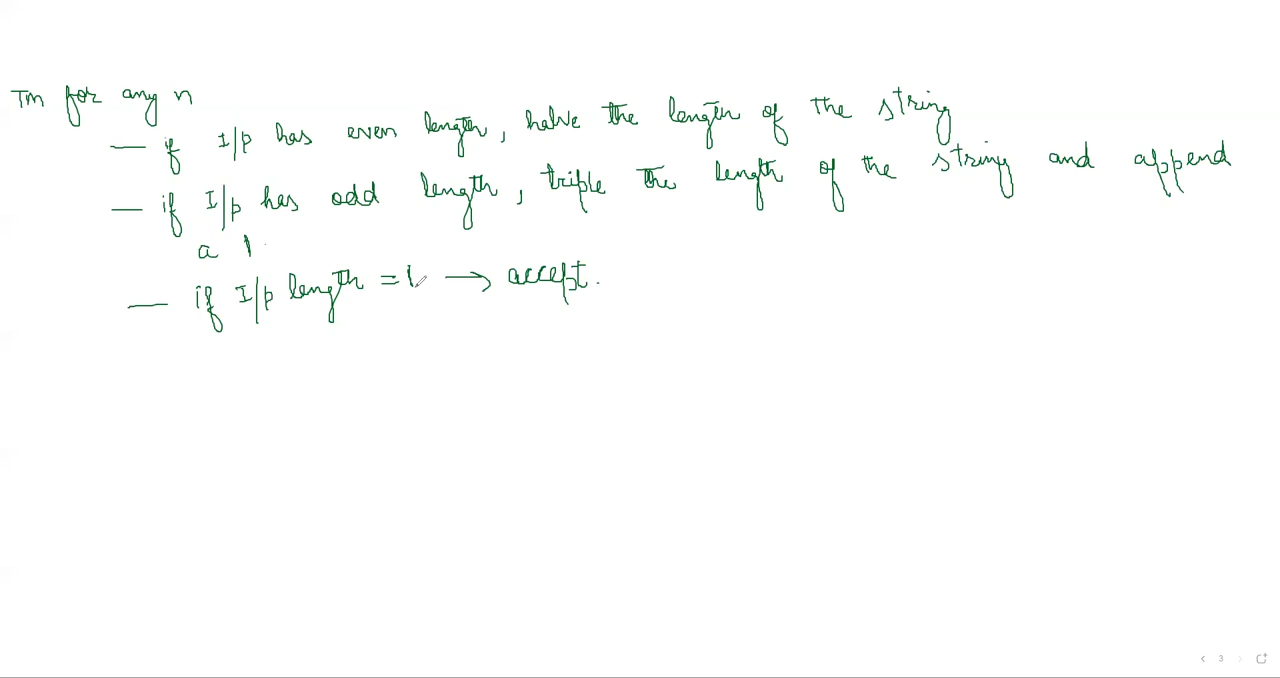 TM for any n
— if I/p has even length, halve the length of the string
— if I/p has odd length, triple the length of the string and append
a 1
— if I/p length = 1 → accept.
3